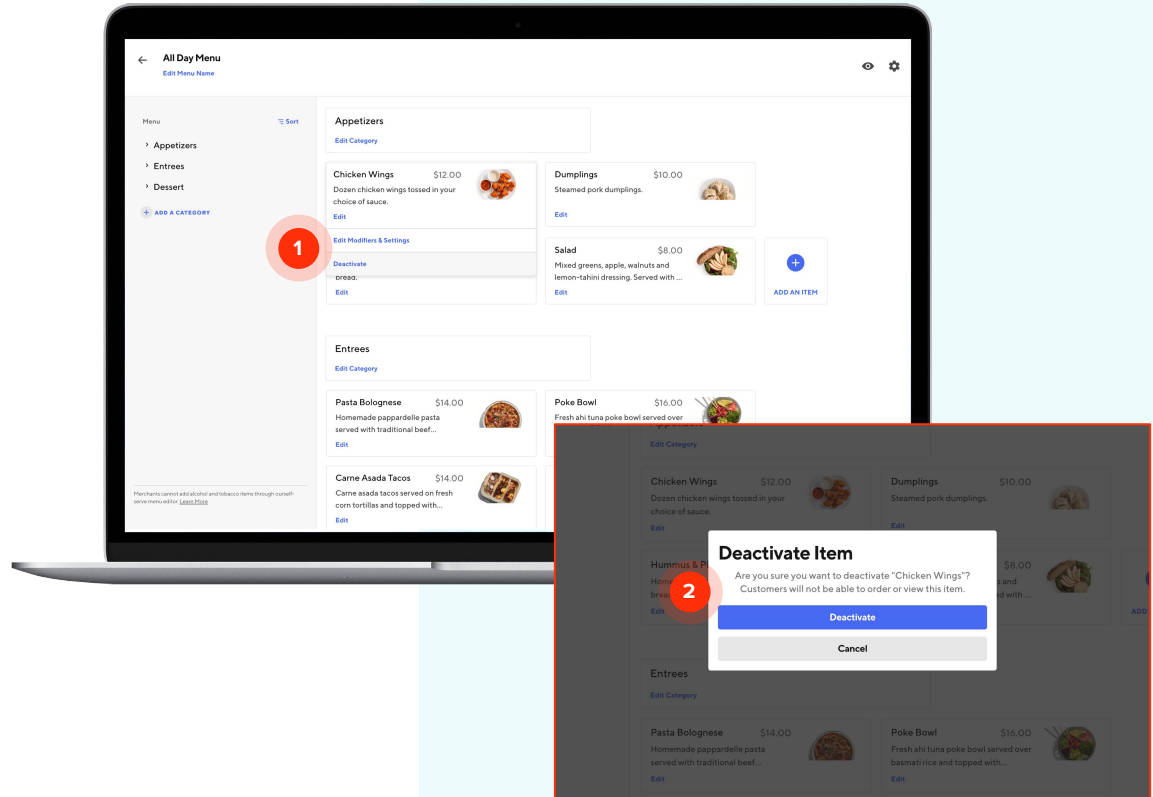 All Day Menu
Edit Menu Name
Menu
Sort
Appetizers
Entrees
Dessert
ADD A CATEGORY
Merchants cannot add alcohol and tobacco items through ourself-
serve menu editor. Learn More
Appetizers
Edit Category
Chicken Wings $12.00
Dozen chicken wings tossed in your
choice of sauce.
Edit
Edit Modifiers & Settings
Deactivate
bread.
Edit
Dumplings $10.00
Steamed pork dumplings.
Edit
Salad $8.00
Mixed greens, apple, walnuts and
lemon-tahini dressing. Served with ...
Edit
ADD AN ITEM
1
Entrees
Edit Category
Pasta Bolognese $14.00
Homemade pappardelle pasta
served with traditional beef...
Edit
Poke Bowl $16.00
Fresh ahi tuna poke bowl served over
Carne Asada Tacos $14.00
Carne asada tacos served on fresh
corn tortillas and topped with...
Edit
Edit Category
Chicken Wings $12.00
Dozen chicken wings tossed in your
choice of sauce.
Edit
Dumplings $10.00
Steamed pork dumplings.
Edit
Hummus & P
$8.00
and
ed with ...
Edit
ADD
2
Deactivate Item
Are you sure you want to deactivate "Chicken Wings"?
Customers will not be able to order or view this item.
Deactivate
Cancel
Entrees
Edit Category
Pasta Bolognese $14.00
Homemade pappardelle pasta
served with traditional beef...
Edit
Poke Bowl $16.00
Fresh ahi tuna poke bowl served over
basmati rice and topped with...
Edit